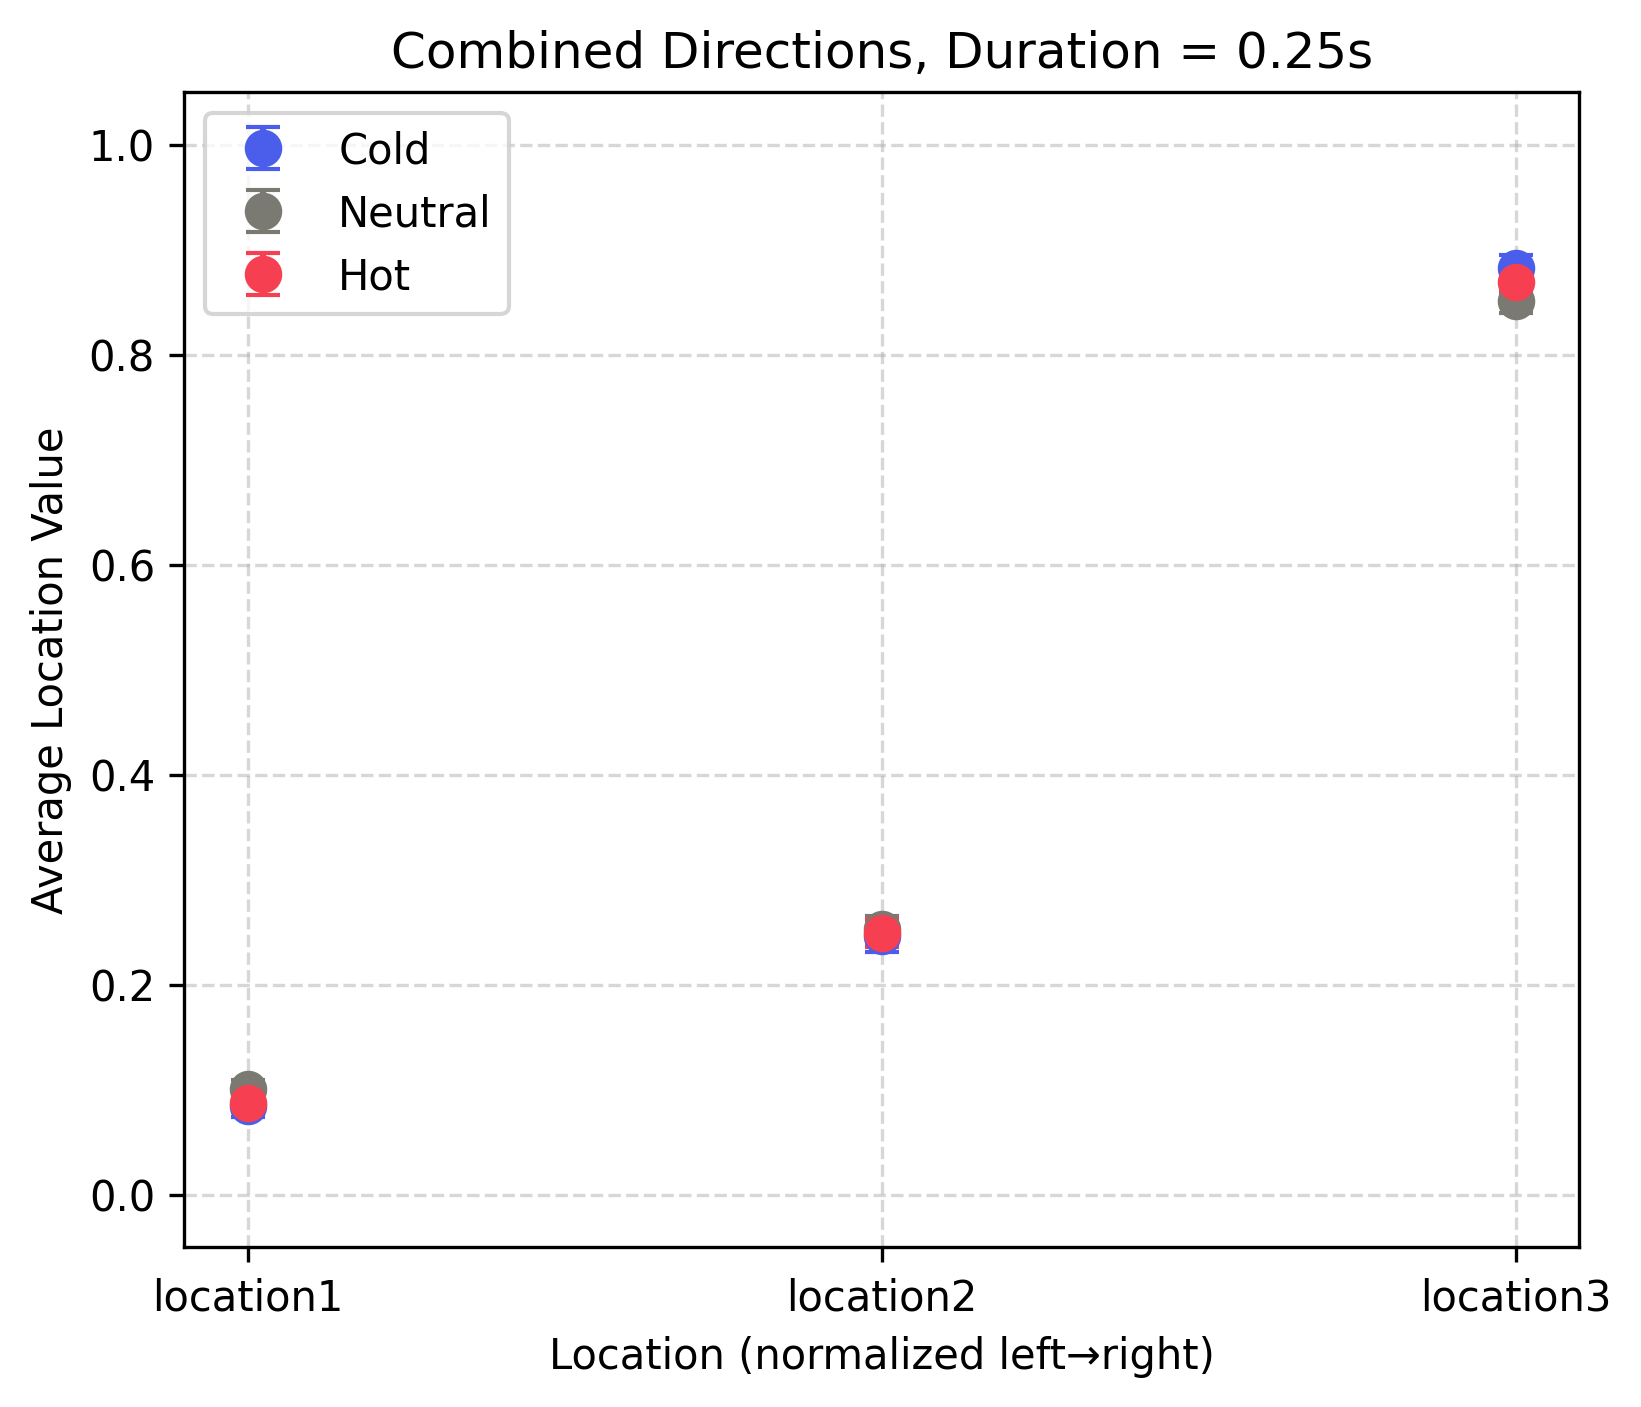 Combined Directions, Duration = 0.25s
Cold
Neutral
Hot
Average Location Value
1.0
0.8
0.6
0.4
0.2
0.0
location1
location2
location3
Location (normalized left→right)